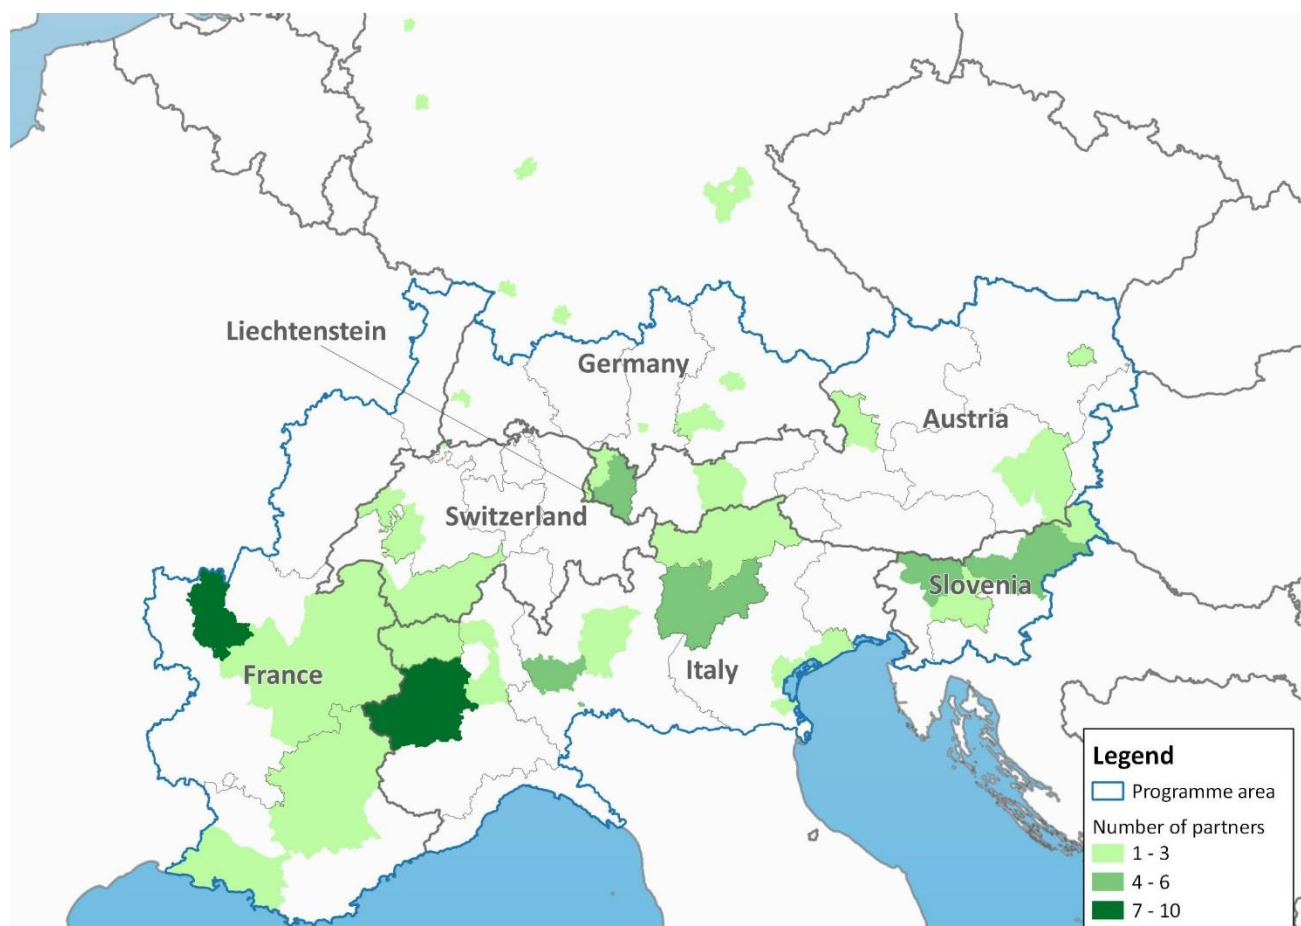 Liechtenstein
Germany
Austria
Switzerland
Slovenia
France
Italy
Legend
Programme area
Number of partners
1 - 3
4 - 6
7 - 10